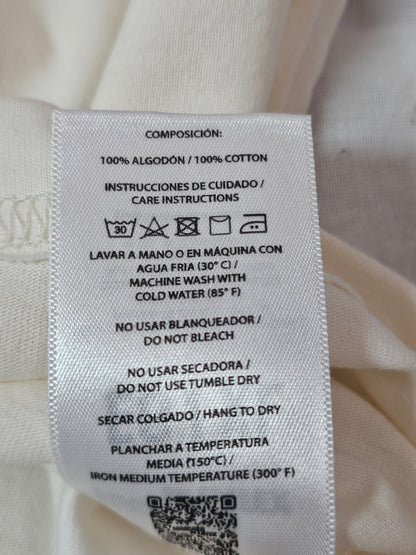 COMPOSICIÓN:
100% ALGODÓN / 100% COTTON
INSTRUCCIONES DE CUIDADO /
CARE INSTRUCTIONS
30
LAVAR A MANO O EN MÁQUINA CON
AGUA FRIA (30° C) /
MACHINE WASH WITH
COLD WATER (85° F)
NO USAR BLANQUEADOR /
DO NOT BLEACH
NO USAR SECADORA /
DO NOT USE TUMBLE DRY
SECAR COLGADO / HANG TO DRY
PLANCHAR A TEMPERATURA
MEDIA (150°C) /
IRON MEDIUM TEMPERATURE (300° F)